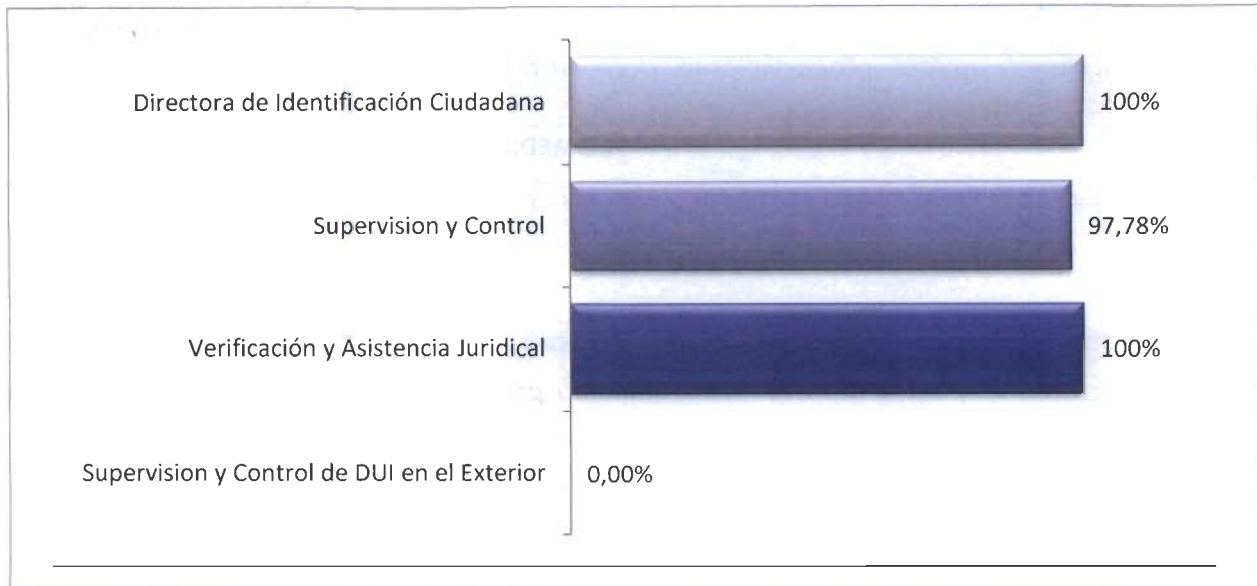 Directora de Identificación Ciudadana 100%
Supervision y Control 97,78%
Verificación y Asistencia Juridical 100%
Supervision y Control de DUI en el Exterior 0,00%